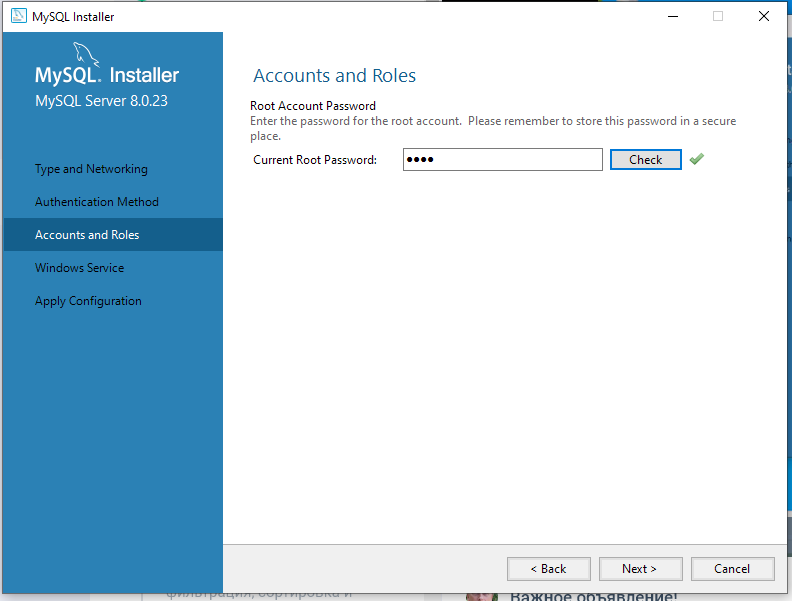 MySQL Installer
MySQL. Installer
MySQL Server 8.0.23
Type and Networking
Authentication Method
Accounts and Roles
Windows Service
Apply Configuration
Accounts and Roles
Root Account Password
Enter the password for the root account. Please remember to store this password in a secure
place.
Current Root Password:
Check
< Back
Next >
Cancel
фильтрация, сортировка и
Важное объявление!